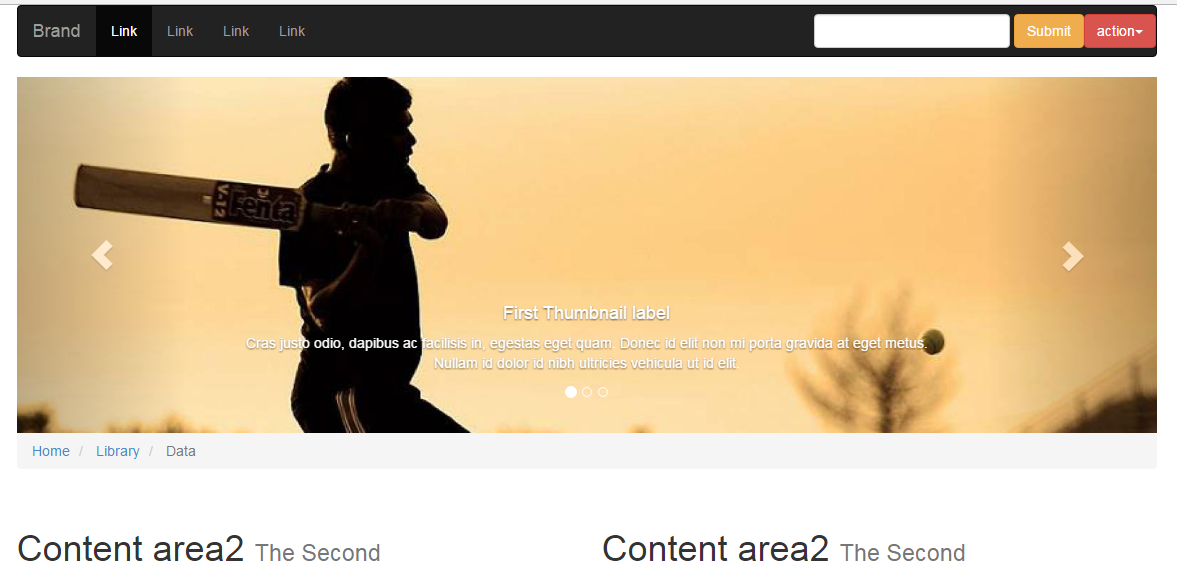 Brand Link Link Link Link Submit action
V-12 Fenta
First Thumbnail label
Cras justo odio, dapibus ac facilisis in, egestas eget quam. Donec id elit non mi porta gravida at eget metus.
Nullam id dolor id nibh ultricies vehicula ut id elit.
Home / Library / Data
Content area2 The Second
Content area2 The Second